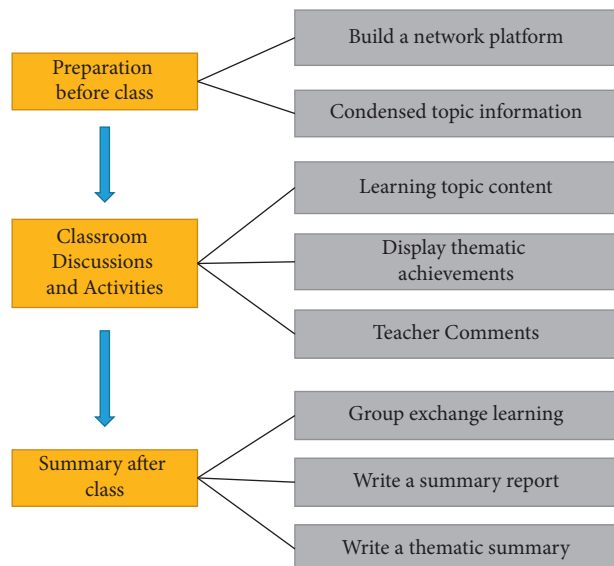 Preparation
before class
Build a network platform
Condensed topic information
Classroom
Discussions
and Activities
Learning topic content
Display thematic
achievements
Teacher Comments
Summary after
class
Group exchange learning
Write a summary report
Write a thematic summary